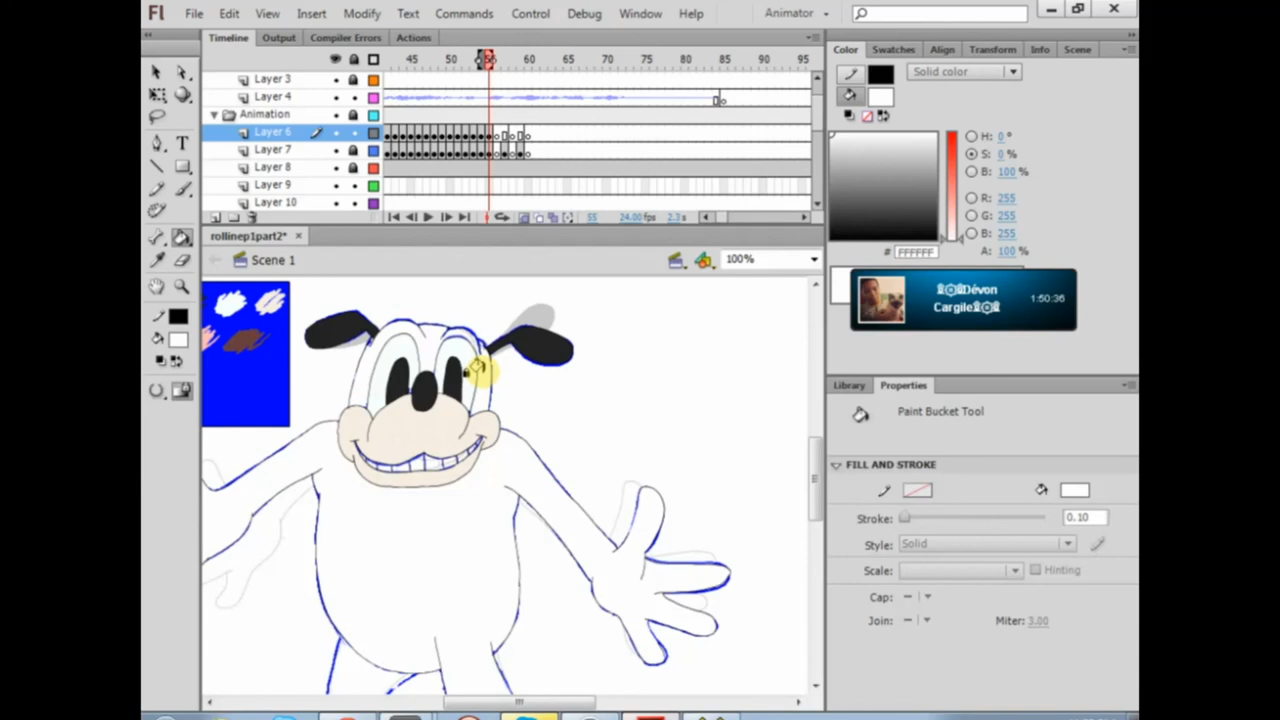 Fl File Edit View Insert Modify Text Commands Control Debug Window Help Animator
Timeline Output Compiler Errors Actions
45 50 55 60 65 70 75 80 85 90 95
Layer 3
Layer 4
Animation
Layer 6
Layer 7
Layer 8
Layer 9
Layer 10
55 24.00fps 2.3s
rollinep1part2*
Scene 1 100%
Color Swatches Align Transform Info Scene
Solid color
H: 0 °
S: 0 %
B: 100 %
R: 255
G: 255
B: 255
# FFFFFF A: 100 %
Dévon
Cargile
1:50:36
Library Properties
Paint Bucket Tool
FILL AND STROKE
Stroke: 0.10
Style: Solid
Scale: Hinting
Cap:
Join: Miter: 3.00